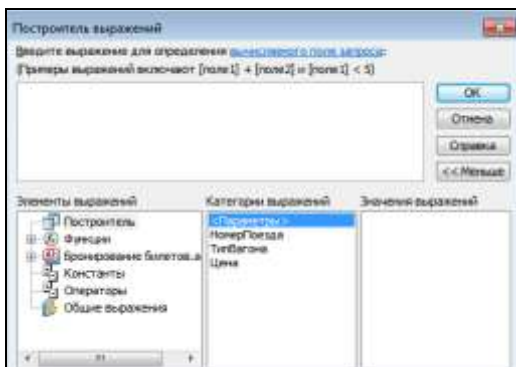 Построитель выражений
Введите выражение для определения вычисляемого поля запроса:
(Примеры выражений включают [поле1] + [поле2] и [поле1] < 5)
OK
Отмена
Справка
<< Меньше
Элементы выражений
Категории выражений
Значения выражений
Построитель
Функции
Бронирование билетов.a
Константы
Операторы
Общие выражения
<Параметры>
НомерПоезда
ТипВагона
Цена